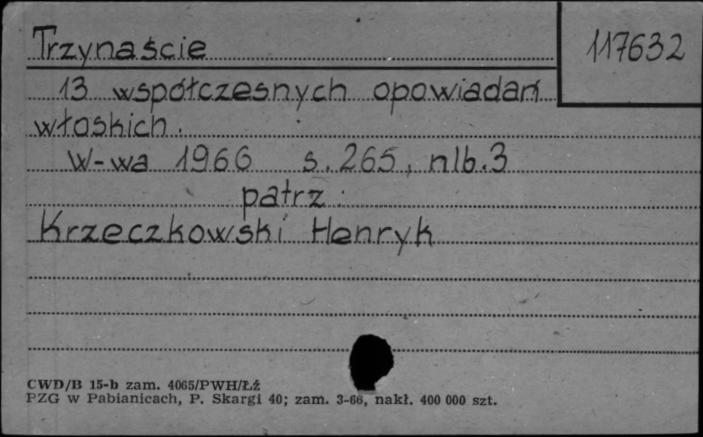 Trzynaście
117632
13 współczesnych opowiadań
włoskich.
W-wa 1966 s. 265, nlb. 3
patrz:
Krzeczkowski Henryk
CWD/B 15-b zam. 4065/PWH/Łź
PZG w Pabianicach, P. Skargi 40; zam. 3-66, nakł. 400 000 szt.